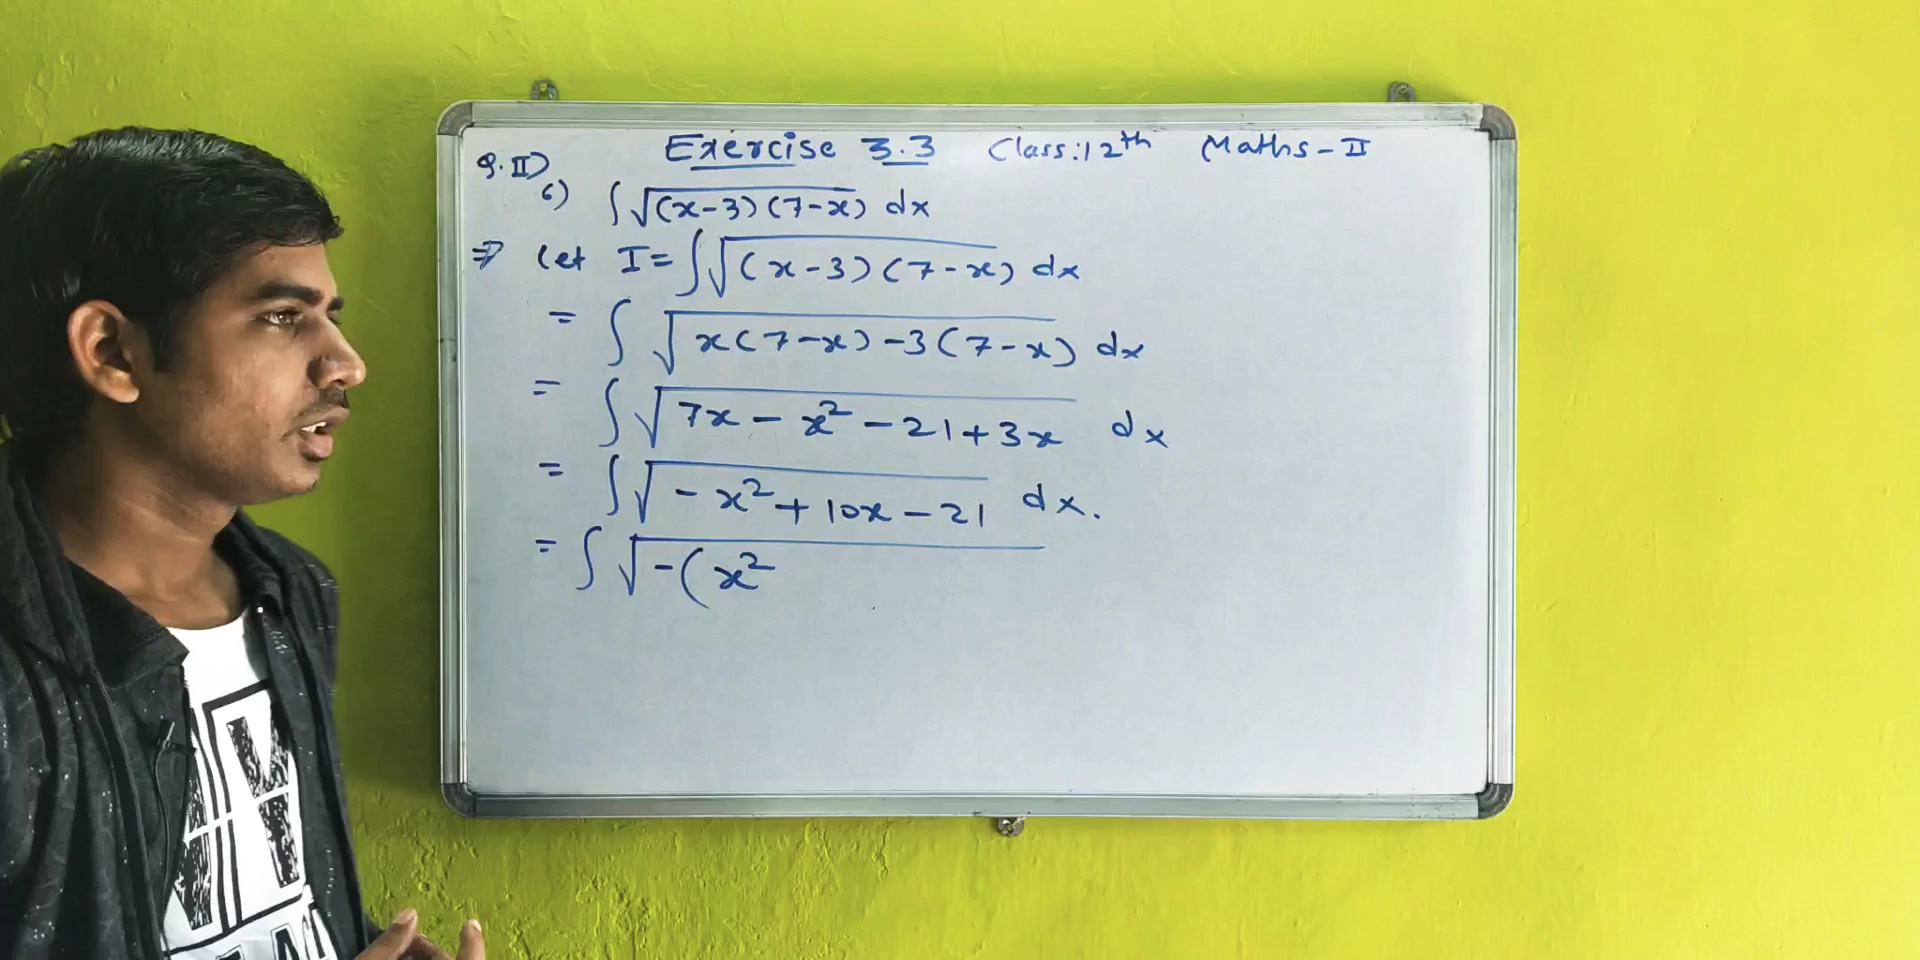 Exercise 3.3 Class:12th Maths-II
Q.II)
6) ∫√(x-3)(7-x) dx
⇒ Let I = ∫√(x-3)(7-x) dx
= ∫√x(7-x)-3(7-x) dx
= ∫√7x-x²-21+3x dx
= ∫√-x²+10x-21 dx.
= ∫√-(x²